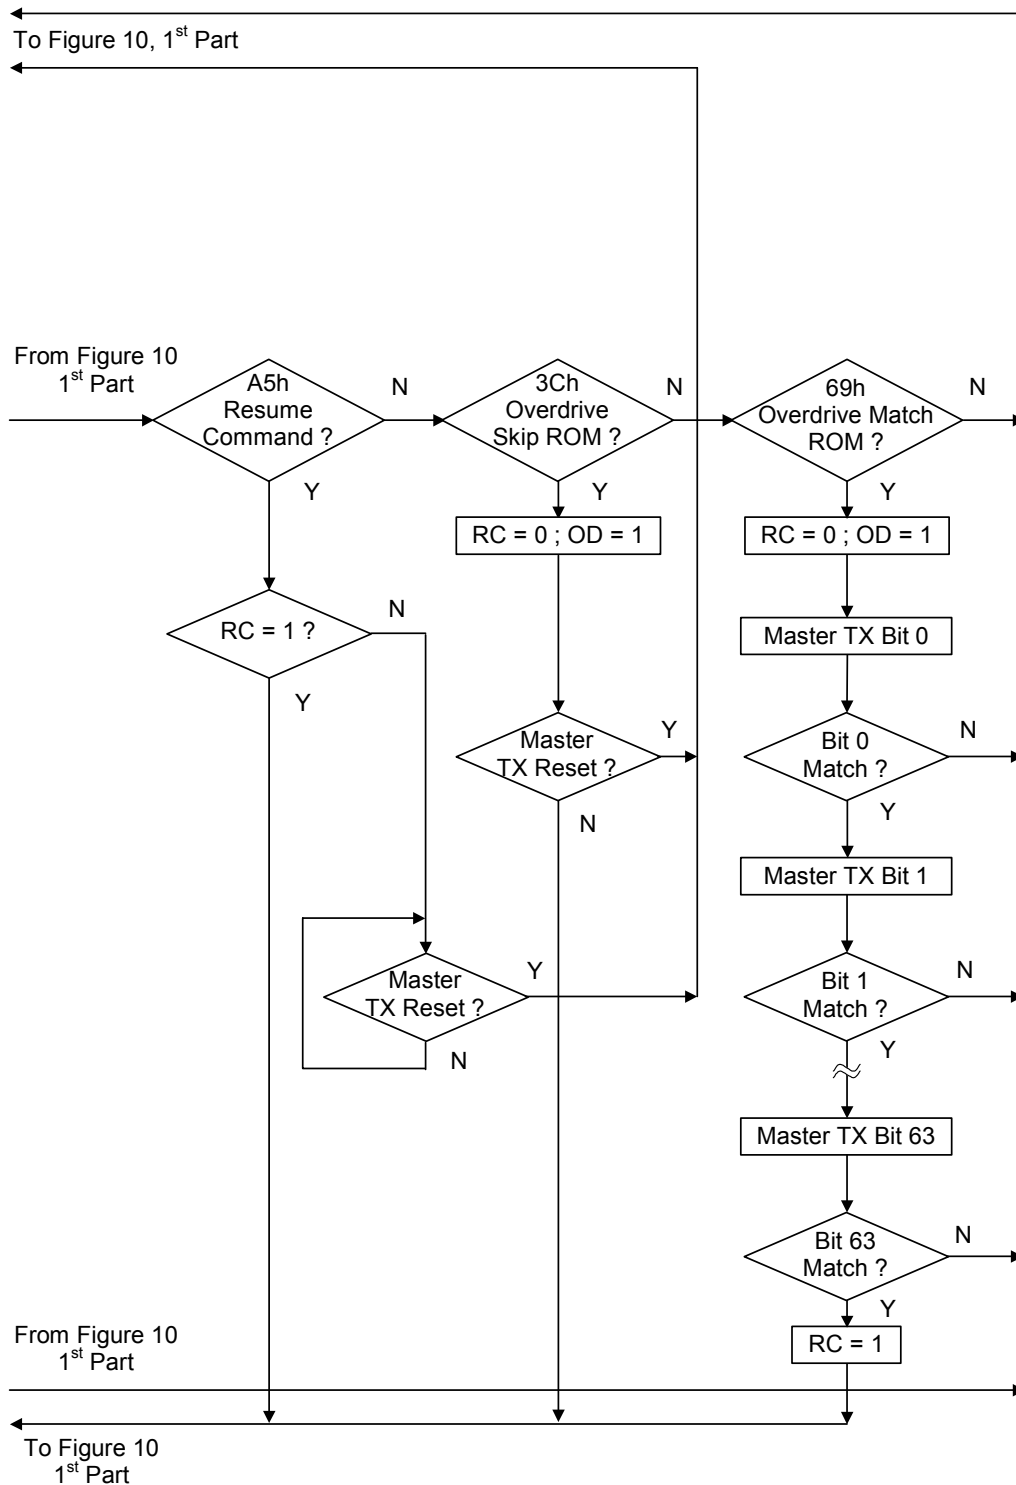 To Figure 10, 1st Part
From Figure 10
1st Part
A5h
Resume
Command ?
N
Y
3Ch
Overdrive
Skip ROM ?
N
Y
69h
Overdrive Match
ROM ?
N
Y
RC = 0 ; OD = 1
RC = 0 ; OD = 1
RC = 1 ?
N
Y
Master TX Bit 0
Master
TX Reset ?
Y
N
Bit 0
Match ?
N
Y
Master TX Bit 1
Master
TX Reset ?
Y
N
Bit 1
Match ?
N
Y
Master TX Bit 63
Bit 63
Match ?
N
Y
RC = 1
From Figure 10
1st Part
To Figure 10
1st Part